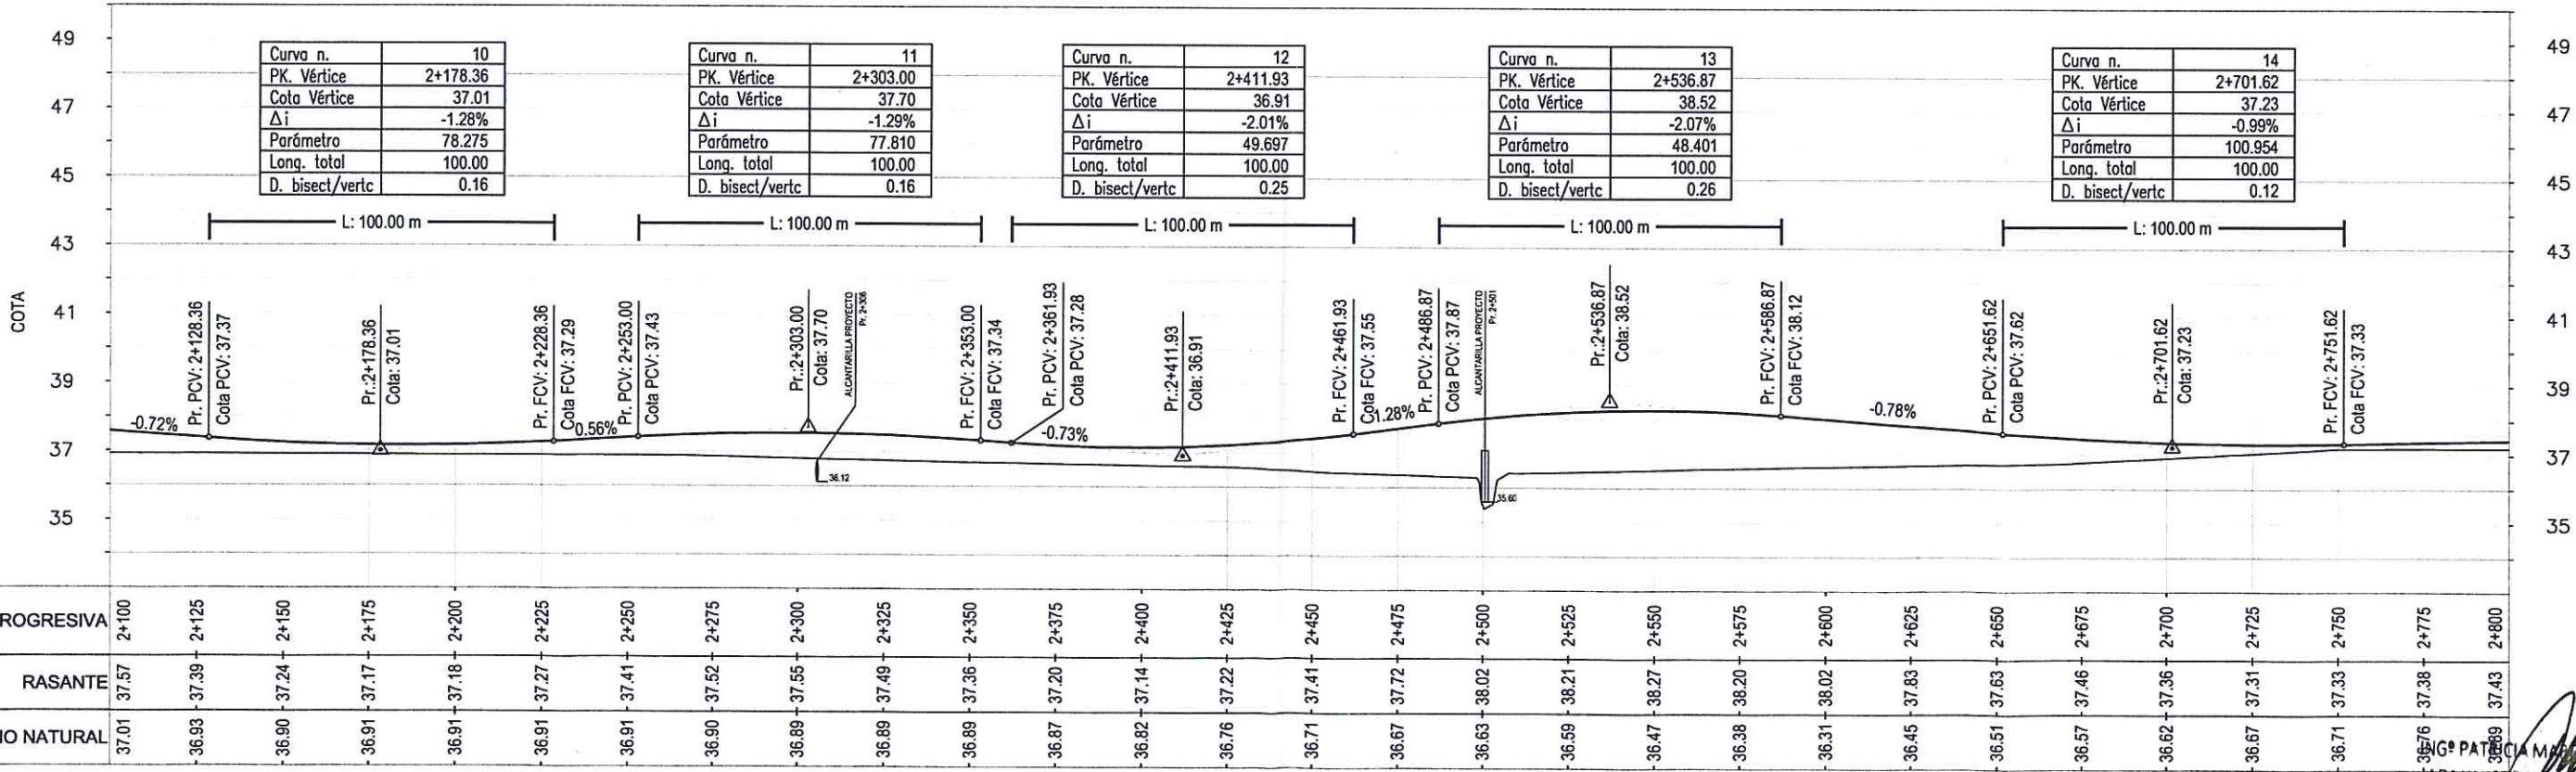 49
47
45
43
41
39
37
35
COTA
49
47
45
43
41
39
37
35
Curva n. 10
PK. Vértice 2+178.36
Cota Vértice 37.01
Δi -1.28%
Parámetro 78.275
Long. total 100.00
D. bisect/vertc 0.16
Curva n. 11
PK. Vértice 2+303.00
Cota Vértice 37.70
Δi -1.29%
Parámetro 77.810
Long. total 100.00
D. bisect/vertc 0.16
Curva n. 12
PK. Vértice 2+411.93
Cota Vértice 36.91
Δi -2.01%
Parámetro 49.697
Long. total 100.00
D. bisect/vertc 0.25
Curva n. 13
PK. Vértice 2+536.87
Cota Vértice 38.52
Δi -2.07%
Parámetro 48.401
Long. total 100.00
D. bisect/vertc 0.26
Curva n. 14
PK. Vértice 2+701.62
Cota Vértice 37.23
Δi -0.99%
Parámetro 100.954
Long. total 100.00
D. bisect/vertc 0.12
L: 100.00 m
L: 100.00 m
L: 100.00 m
L: 100.00 m
L: 100.00 m
Pr. PCV: 2+128.36
Cota PCV: 37.37
Pr.:2+178.36
Cota: 37.01
Pr. FCV: 2+228.36
Cota FCV: 37.29
Pr. PCV: 2+253.00
Cota PCV: 37.43
Pr.:2+303.00
Cota: 37.70
ALCANTARILLA PROYECTO
Pr. 2+306
Pr. FCV: 2+353.00
Cota FCV: 37.34
Pr. PCV: 2+361.93
Cota PCV: 37.28
Pr.:2+411.93
Cota: 36.91
Pr. FCV: 2+461.93
Cota FCV: 37.55
Pr. PCV: 2+486.87
Cota PCV: 37.87
ALCANTARILLA PROYECTO
Pr. 2+501
Pr.:2+536.87
Cota: 38.52
Pr. FCV: 2+586.87
Cota FCV: 38.12
Pr. PCV: 2+651.62
Cota PCV: 37.62
Pr.:2+701.62
Cota: 37.23
Pr. FCV: 2+751.62
Cota FCV: 37.33
-0.72%
0.56%
-0.73%
1.28%
-0.78%
36.12
35.60
ROGRESIVA 2+100 2+125 2+150 2+175 2+200 2+225 2+250 2+275 2+300 2+325 2+350 2+375 2+400 2+425 2+450 2+475 2+500 2+525 2+550 2+575 2+600 2+625 2+650 2+675 2+700 2+725 2+750 2+775 2+800
RASANTE 37.57 37.39 37.24 37.17 37.18 37.27 37.41 37.52 37.55 37.49 37.36 37.20 37.14 37.22 37.41 37.72 38.02 38.21 38.27 38.20 38.02 37.83 37.63 37.46 37.36 37.31 37.33 37.38 37.43
IO NATURAL 37.01 36.93 36.90 36.91 36.91 36.91 36.91 36.90 36.89 36.89 36.89 36.87 36.82 36.76 36.71 36.67 36.63 36.59 36.47 36.38 36.31 36.45 36.51 36.57 36.62 36.67 36.71 36.76
INGº PATRICIA